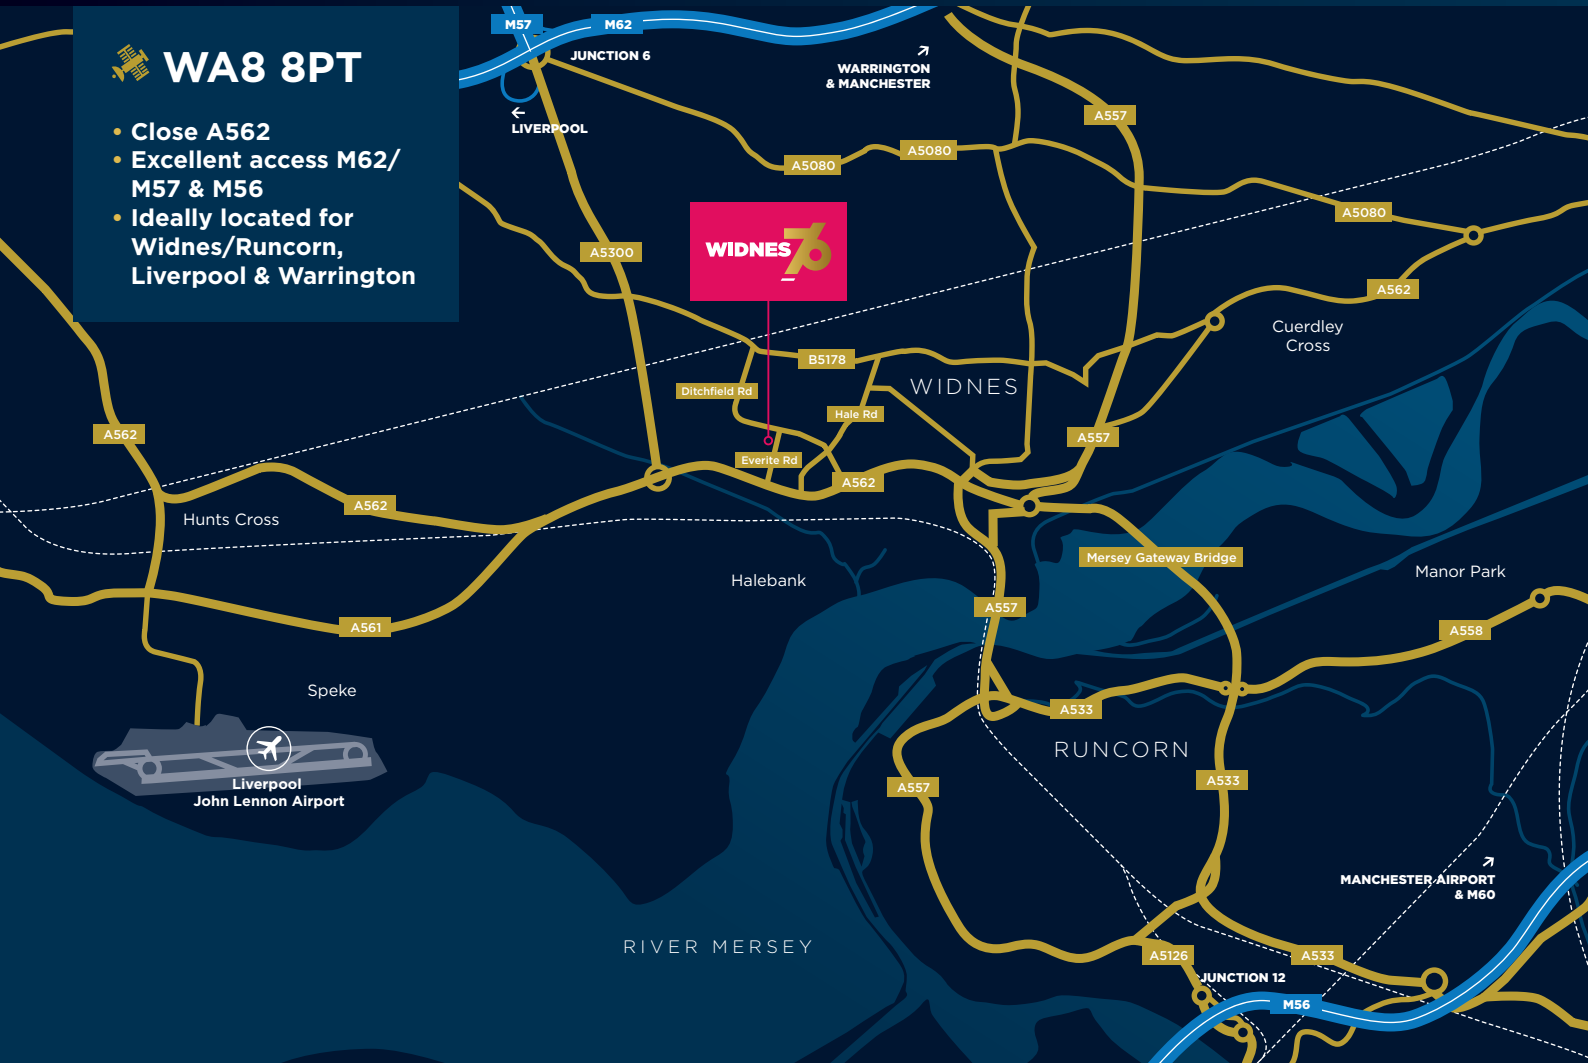 WA8 8PT
• Close A562
• Excellent access M62/
M57 & M56
• Ideally located for
Widnes/Runcorn,
Liverpool & Warrington
M57
M62
JUNCTION 6
LIVERPOOL
WARRINGTON
& MANCHESTER
A557
A5080
A5080
A5080
A5300
WIDNES76
A562
Cuerdley
Cross
B5178
WIDNES
Ditchfield Rd
Hale Rd
A562
A557
Everite Rd
A562
A562
Hunts Cross
Mersey Gateway Bridge
Halebank
Manor Park
A557
A561
A558
Speke
A533
RUNCORN
Liverpool
John Lennon Airport
A557
A533
MANCHESTER AIRPORT
& M60
RIVER MERSEY
A5126
A533
JUNCTION 12
M56